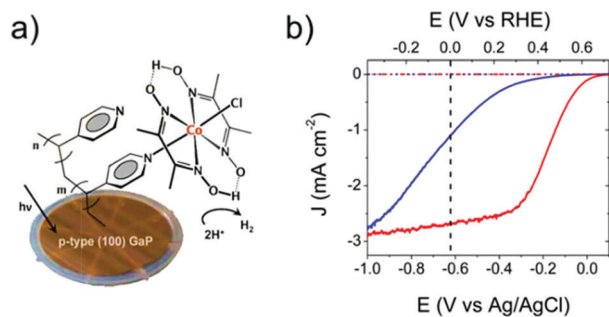 a)
H
O
O
N
N
Cl
Co
N
N
N
N
O
O
H
n
m
hν
2H⁺
H₂
p-type (100) GaP
b)
E (V vs RHE)
-0.2 0.0 0.2 0.4 0.6
0
-1
-2
-3
J (mA cm⁻²)
-1.0 -0.8 -0.6 -0.4 -0.2 0.0
E (V vs Ag/AgCl)